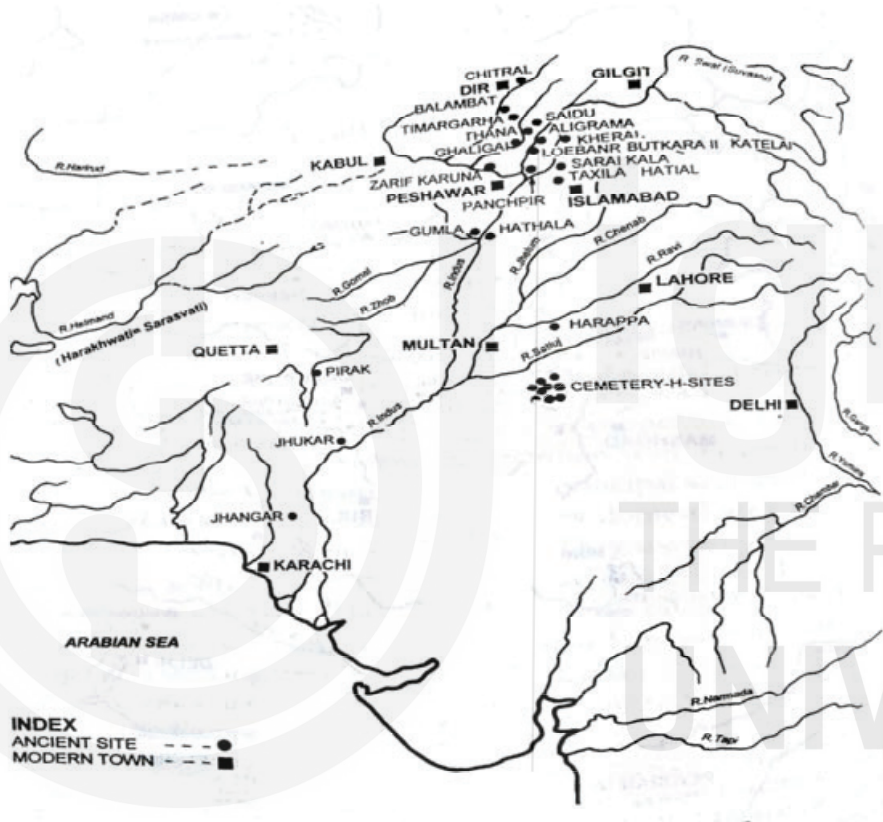 CHITRAL
DIR
GILGIT
R. Swat (Suvastu)
BALAMBAT
TIMARGARHA
SAIDU
THANA
ALIGRAMA
GHALIGAI
KHERAI
LOEBANR BUTKARA II KATELAI
KABUL
SARAI KALA
ZARIF KARUNA
TAXILA HATIAL
PESHAWAR
ISLAMABAD
PANCHPIR
GUMLA
HATHALA
R.Jhelum
R.Chenab
R.Ravi
R.Gomal
R.Indus
R.Zhob
LAHORE
R.Helmand
(Harakhwati= Sarasvati)
HARAPPA
QUETTA
MULTAN
R.Satluj
PIRAK
CEMETERY-H-SITES
DELHI
R.Indus
R.Ganga
JHUKAR
R.Yamuna
R.Chambal
JHANGAR
KARACHI
THE P
ARABIAN SEA
UNIV
R.Narmada
R.Tapi
INDEX
ANCIENT SITE
MODERN TOWN